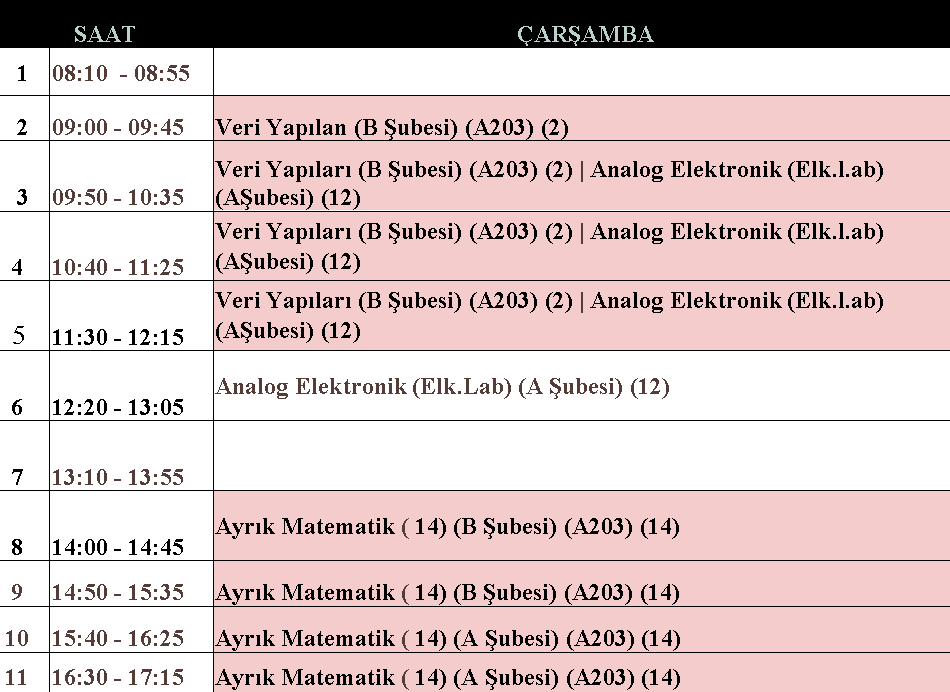 SAAT ÇARŞAMBA
1 08:10 - 08:55
2 09:00 - 09:45 Veri Yapılan (B Şubesi) (A203) (2)
Veri Yapıları (B Şubesi) (A203) (2) | Analog Elektronik (Elk.l.ab)
3 09:50 - 10:35 (AŞubesi) (12)
Veri Yapıları (B Şubesi) (A203) (2) | Analog Elektronik (Elk.l.ab)
4 10:40 - 11:25 (AŞubesi) (12)
Veri Yapıları (B Şubesi) (A203) (2) | Analog Elektronik (Elk.l.ab)
5 11:30 - 12:15 (AŞubesi) (12)
6 12:20 - 13:05 Analog Elektronik (Elk.Lab) (A Şubesi) (12)
7 13:10 - 13:55
8 14:00 - 14:45 Ayrık Matematik ( 14) (B Şubesi) (A203) (14)
9 14:50 - 15:35 Ayrık Matematik ( 14) (B Şubesi) (A203) (14)
10 15:40 - 16:25 Ayrık Matematik ( 14) (A Şubesi) (A203) (14)
11 16:30 - 17:15 Ayrık Matematik ( 14) (A Şubesi) (A203) (14)